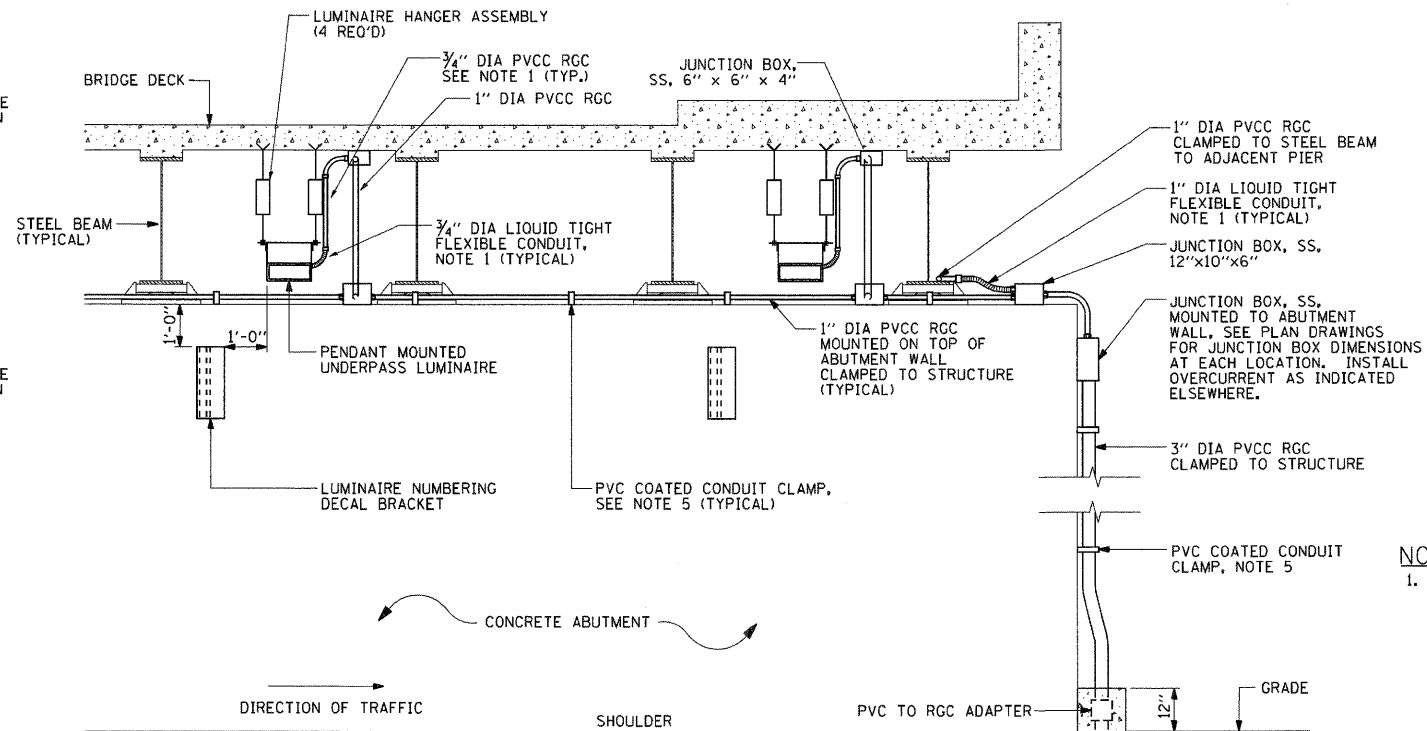 LUMINAIRE HANGER ASSEMBLY
(4 REQ'D)
3/4" DIA PVCC RGC
SEE NOTE 1 (TYP.)
1" DIA PVCC RGC
JUNCTION BOX,
SS, 6" x 6" x 4"
BRIDGE DECK
E
N
1" DIA PVCC RGC
CLAMPED TO STEEL BEAM
TO ADJACENT PIER
1" DIA LIQUID TIGHT
FLEXIBLE CONDUIT,
NOTE 1 (TYPICAL)
STEEL BEAM
(TYPICAL)
3/4" DIA LIQUID TIGHT
FLEXIBLE CONDUIT,
NOTE 1 (TYPICAL)
JUNCTION BOX, SS,
12"x10"x6"
JUNCTION BOX, SS,
MOUNTED TO ABUTMENT
WALL, SEE PLAN DRAWINGS
FOR JUNCTION BOX DIMENSIONS
AT EACH LOCATION. INSTALL
OVERCURRENT AS INDICATED
ELSEWHERE.
1'-0"
1'-0"
PENDANT MOUNTED
UNDERPASS LUMINAIRE
1" DIA PVCC RGC
MOUNTED ON TOP OF
ABUTMENT WALL
CLAMPED TO STRUCTURE
(TYPICAL)
E
N
3" DIA PVCC RGC
CLAMPED TO STRUCTURE
LUMINAIRE NUMBERING
DECAL BRACKET
PVC COATED CONDUIT CLAMP,
SEE NOTE 5 (TYPICAL)
PVC COATED CONDUIT
CLAMP, NOTE 5
NO
1.
CONCRETE ABUTMENT
DIRECTION OF TRAFFIC
SHOULDER
PVC TO RGC ADAPTER
12"
GRADE